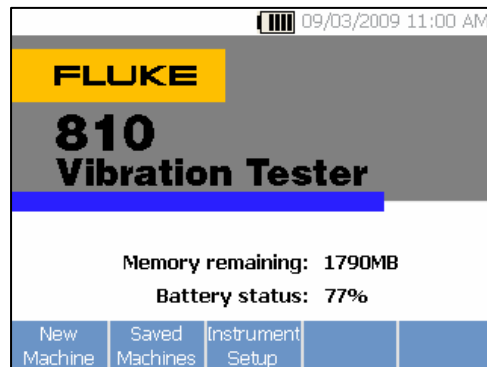 09/03/2009 11:00 AM
FLUKE
810
Vibration Tester
Memory remaining: 1790MB
Battery status: 77%
New Machine
Saved Machines
Instrument Setup